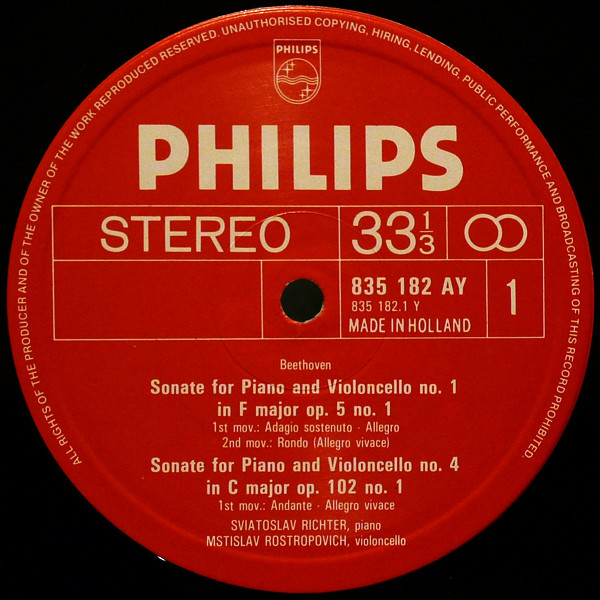 ALL RIGHTS OF THE PRODUCER AND OF THE OWNER OF THE WORK REPRODUCED RESERVED. UNAUTHORISED COPYING, HIRING, LENDING, PUBLIC PERFORMANCE AND BROADCASTING OF THIS RECORD PROHIBITED.
PHILIPS
PHILIPS
STEREO 33 1/3
835 182 AY 1
835 182.1 Y
MADE IN HOLLAND
Beethoven
Sonate for Piano and Violoncello no. 1
in F major op. 5 no. 1
1st mov.: Adagio sostenuto - Allegro
2nd mov.: Rondo (Allegro vivace)
Sonate for Piano and Violoncello no. 4
in C major op. 102 no. 1
1st mov.: Andante - Allegro vivace
SVIATOSLAV RICHTER, piano
MSTISLAV ROSTROPOVICH, violoncello